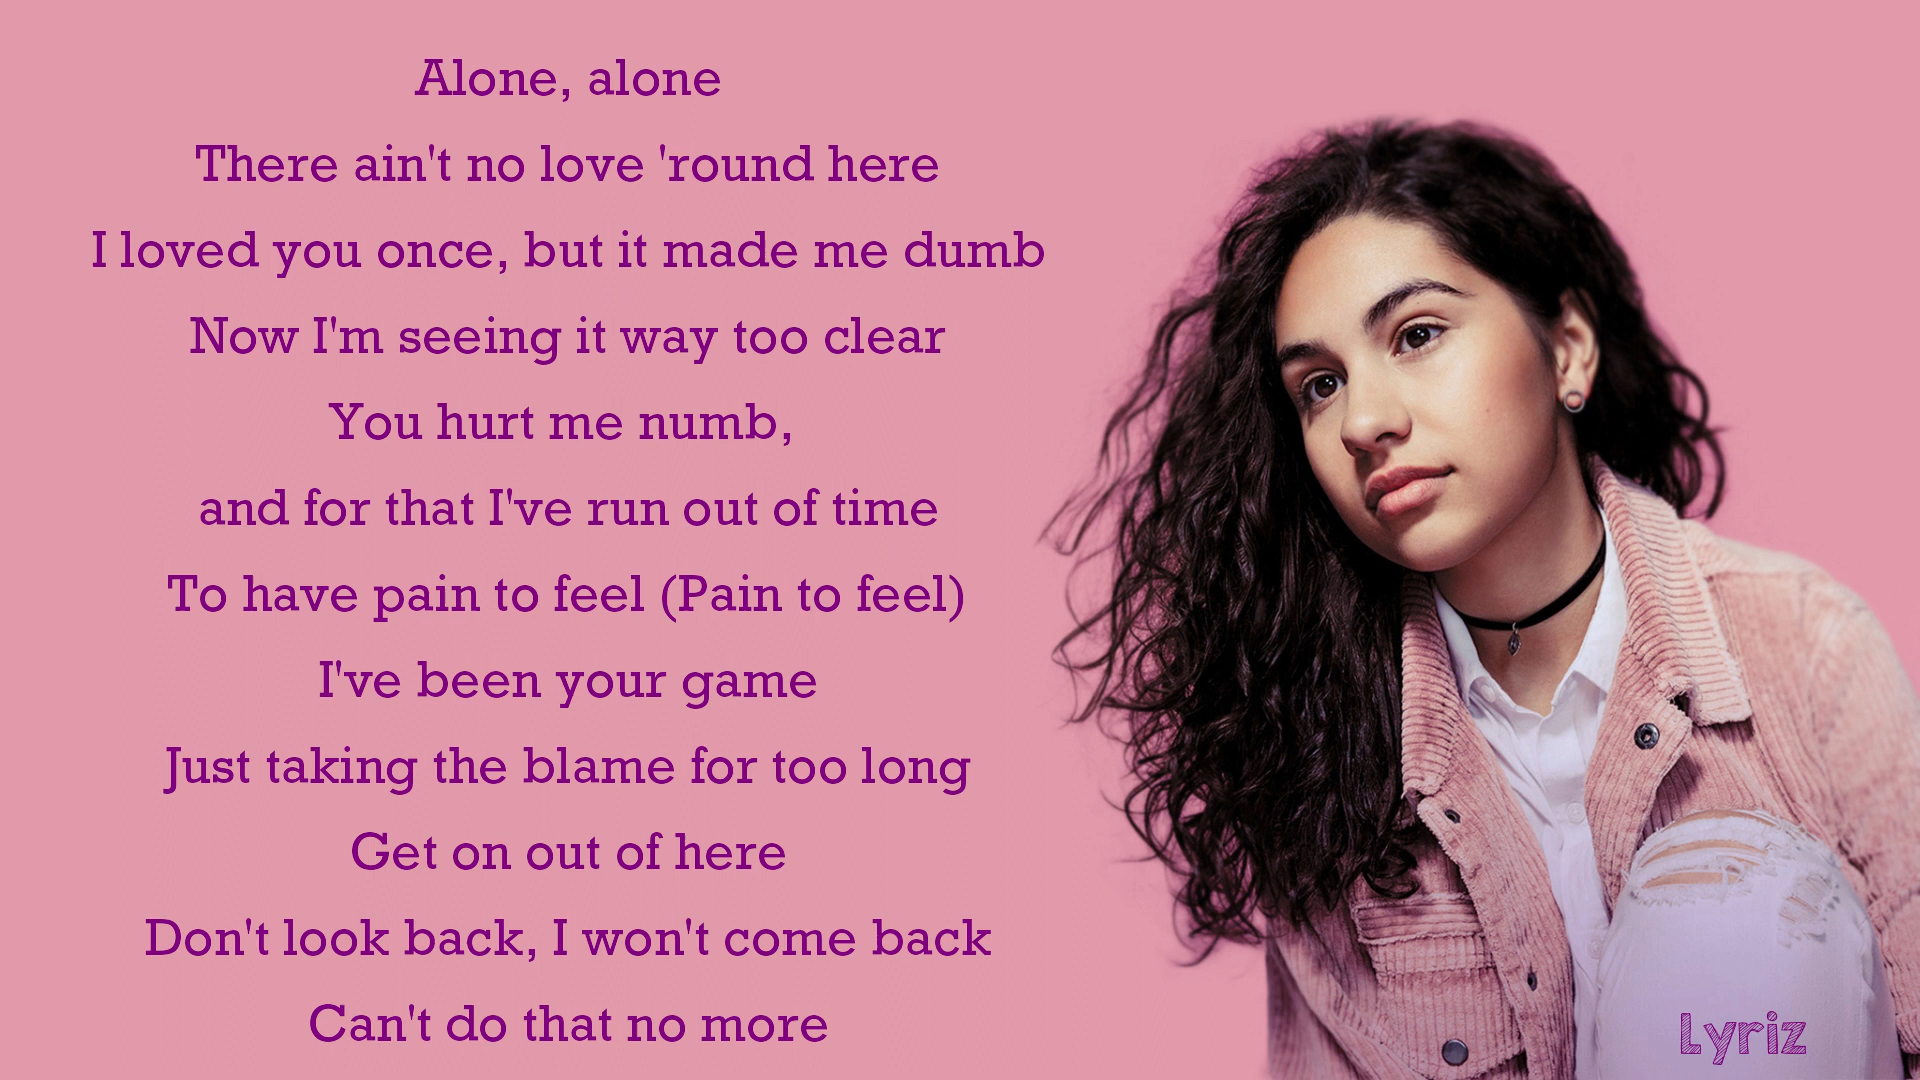 Alone, alone
There ain't no love 'round here
I loved you once, but it made me dumb
Now I'm seeing it way too clear
You hurt me numb,
and for that I've run out of time
To have pain to feel (Pain to feel)
I've been your game
Just taking the blame for too long
Get on out of here
Don't look back, I won't come back
Can't do that no more
Lyriz